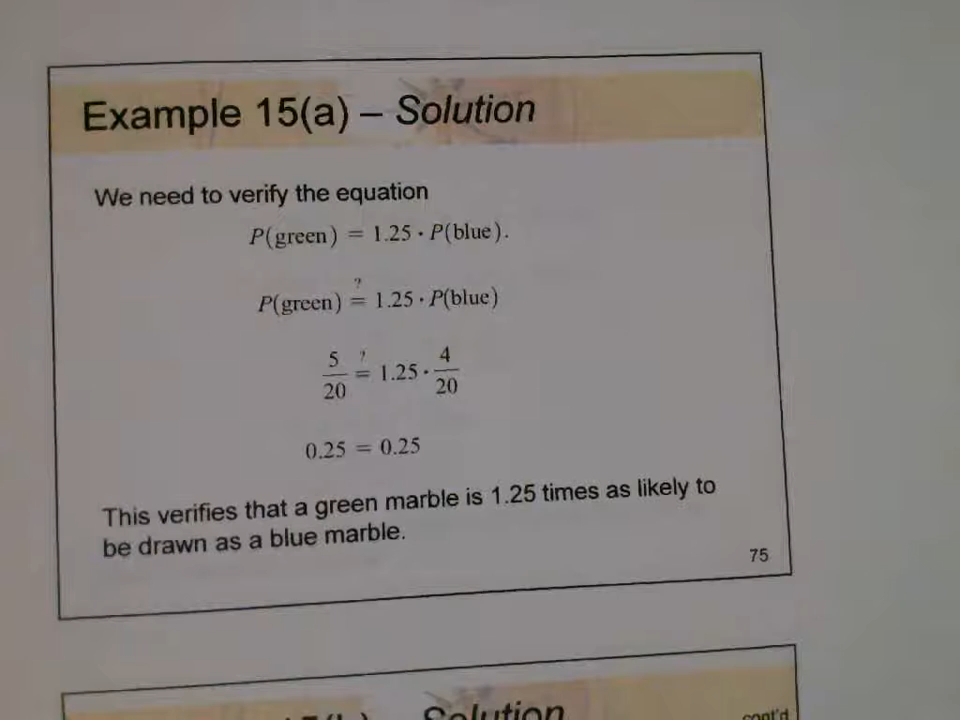 Example 15(a) – Solution
We need to verify the equation
P(green) = 1.25 · P(blue).
P(green) ≟ 1.25 · P(blue)
5/20 ≟ 1.25 · 4/20
0.25 = 0.25
This verifies that a green marble is 1.25 times as likely to
be drawn as a blue marble.
75
Solution
cont'd